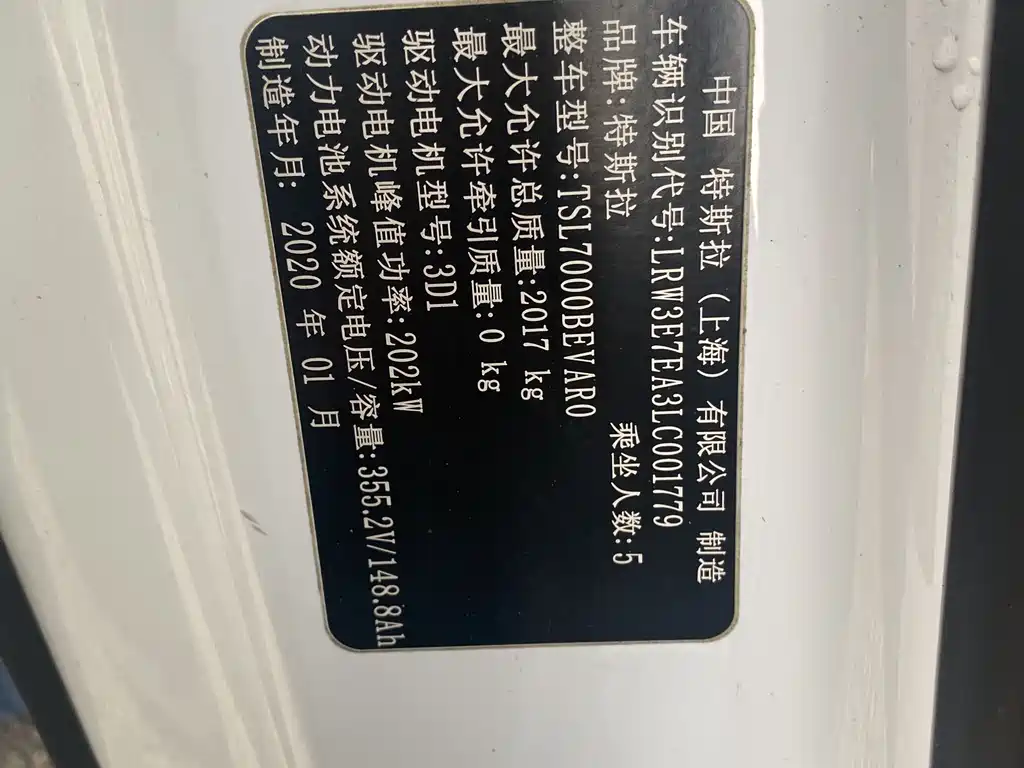 中国 特斯拉（上海）有限公司 制造
车辆识别代号:LRW3E7EA3LC001779
品牌:特斯拉 乘坐人数:5
整车型号:TSL7000BEVAR0
最大允许总质量:2017 kg
最大允许牵引质量:0 kg
驱动电机型号:3D1
驱动电机峰值功率:202kW
动力电池系统额定电压/容量:355.2V/148.8Ah
制造年月: 2020 年 01 月